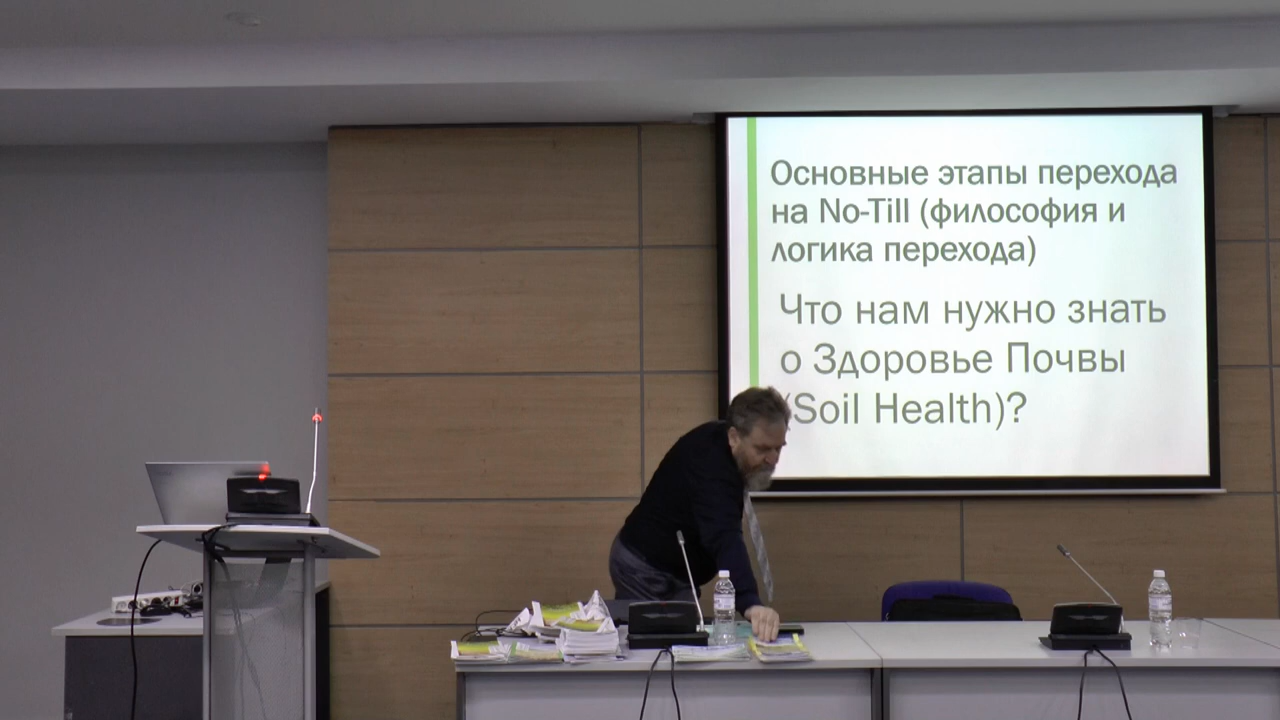 Основные этапы перехода
на No-Till (философия и
логика перехода)
Что нам нужно знать
о Здоровье Почвы
(Soil Health)?